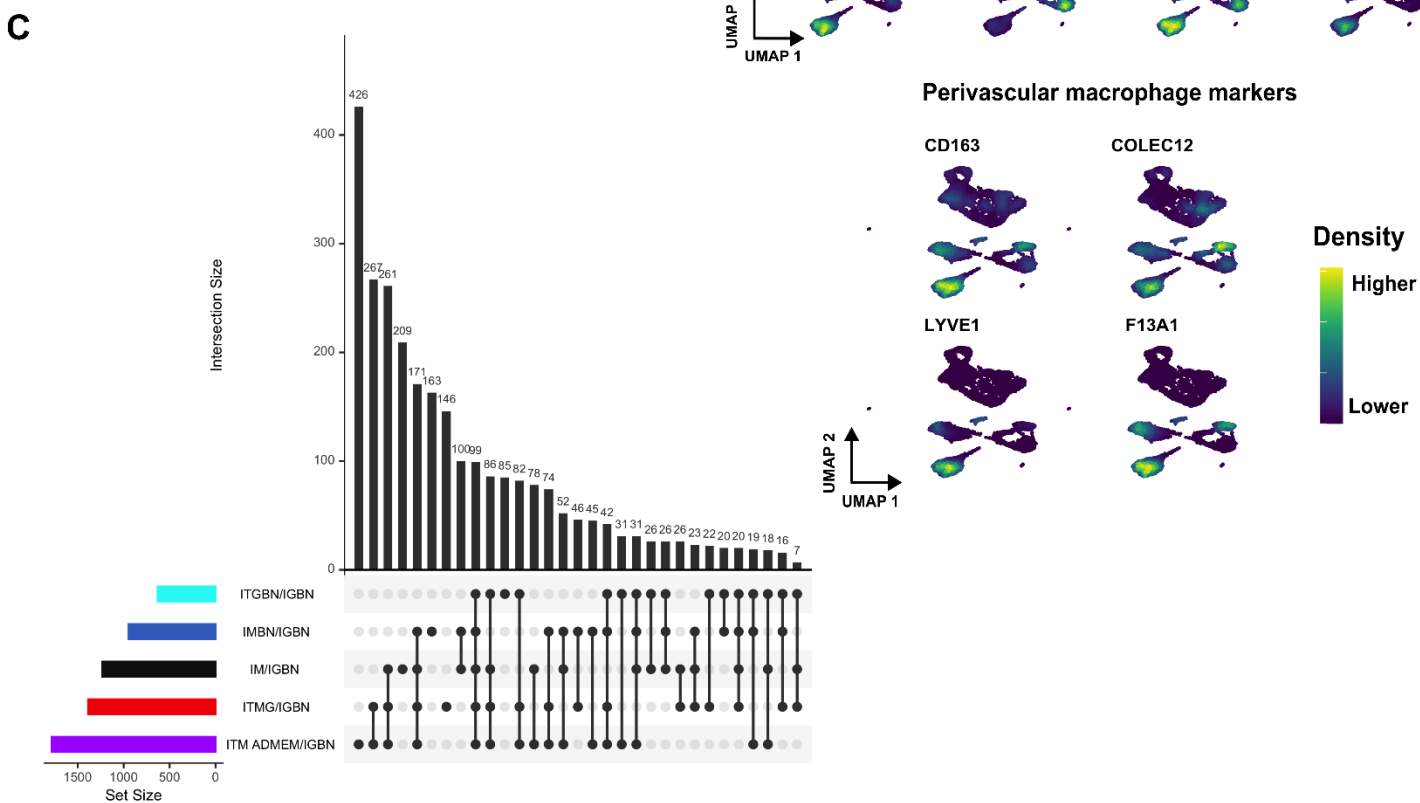 C
UMAP
UMAP 1
Perivascular macrophage markers
CD163
COLEC12
LYVE1
F13A1
UMAP 2
UMAP 1
Density
Higher
Lower
Intersection Size
400
300
200
100
0
426
267
261
209
171
163
146
100
99
86
85
82
78
74
52
46
45
42
31
31
26
26
26
23
22
20
20
19
18
16
7
ITGBN/IGBN
IMBN/IGBN
IM/IGBN
ITMG/IGBN
ITM ADMEM/IGBN
1500 1000 500 0
Set Size